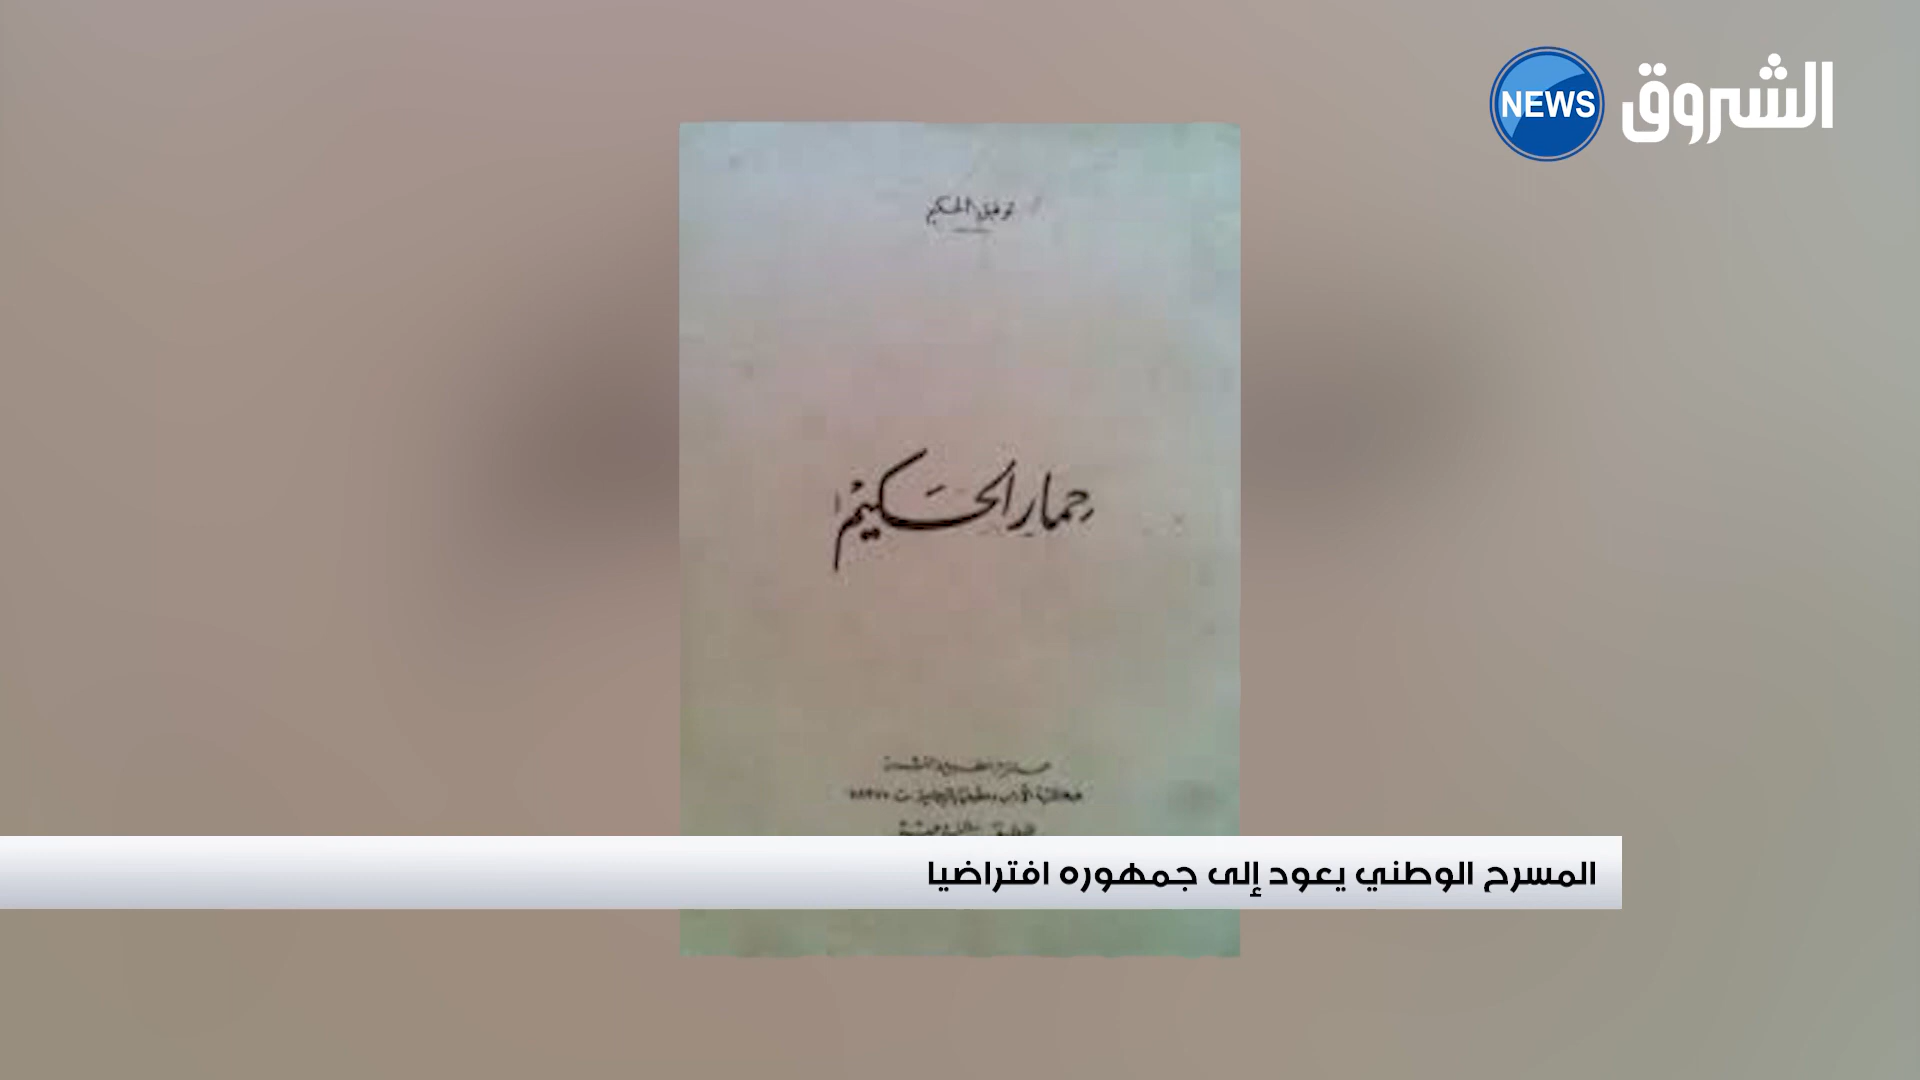 NEWS الشروق
توفيق الحكيم
حمار الحكيم
المسرح الوطني يعود إلى جمهوره افتراضيا